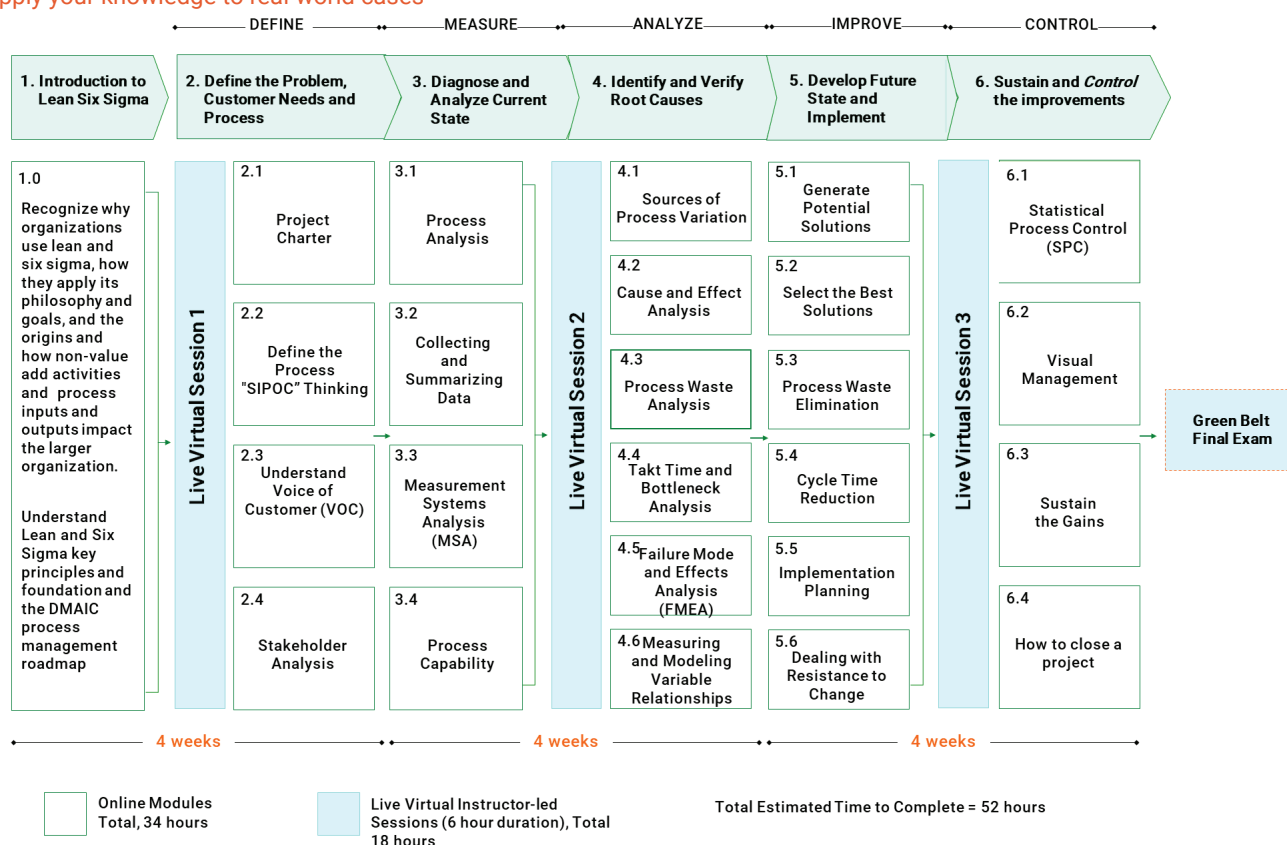 pply your knowledge to real world cases
DEFINE
MEASURE
ANALYZE
IMPROVE
CONTROL
1. Introduction to
Lean Six Sigma
2. Define the Problem,
Customer Needs and
Process
3. Diagnose and
Analyze Current
State
4. Identify and Verify
Root Causes
5. Develop Future
State and
Implement
6. Sustain and Control
the improvements
1.0
Recognize why
organizations
use lean and
six sigma, how
they apply its
philosophy and
goals, and the
origins and
how non-value
add activities
and process
inputs and
outputs impact
the larger
organization.
Understand
Lean and Six
Sigma key
principles and
foundation and
the DMAIC
process
management
roadmap
Live Virtual Session 1
2.1
Project
Charter
2.2
Define the
Process
"SIPOC” Thinking
2.3
Understand
Voice of
Customer (VOC)
2.4
Stakeholder
Analysis
3.1
Process
Analysis
3.2
Collecting
and
Summarizing
Data
3.3
Measurement
Systems
Analysis
(MSA)
3.4
Process
Capability
Live Virtual Session 2
4.1
Sources of
Process Variation
4.2
Cause and Effect
Analysis
4.3
Process Waste
Analysis
4.4
Takt Time and
Bottleneck
Analysis
4.5
Failure Mode
and Effects
Analysis
(FMEA)
4.6 Measuring
and Modeling
Variable
Relationships
5.1
Generate
Potential
Solutions
5.2
Select the Best
Solutions
5.3
Process Waste
Elimination
5.4
Cycle Time
Reduction
5.5
Implementation
Planning
5.6
Dealing with
Resistance to
Change
Live Virtual Session 3
6.1
Statistical
Process Control
(SPC)
6.2
Visual
Management
6.3
Sustain
the Gains
6.4
How to close a
project
Green Belt
Final Exam
4 weeks
4 weeks
4 weeks
Online Modules
Total, 34 hours
Live Virtual Instructor-led
Sessions (6 hour duration), Total
18 hours
Total Estimated Time to Complete = 52 hours